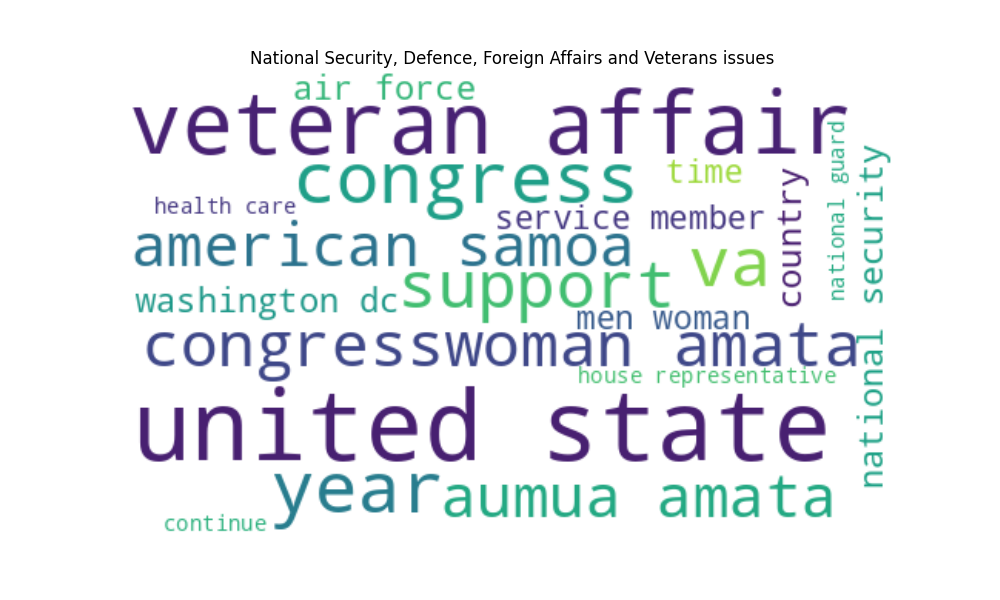 National Security, Defence, Foreign Affairs and Veterans issues
air force
veteran affair
congress
time
national guard
national security
country
health care
service member
american samoa
va
support
washington dc
men woman
congresswoman amata
house representative
united state
year
aumua amata
continue